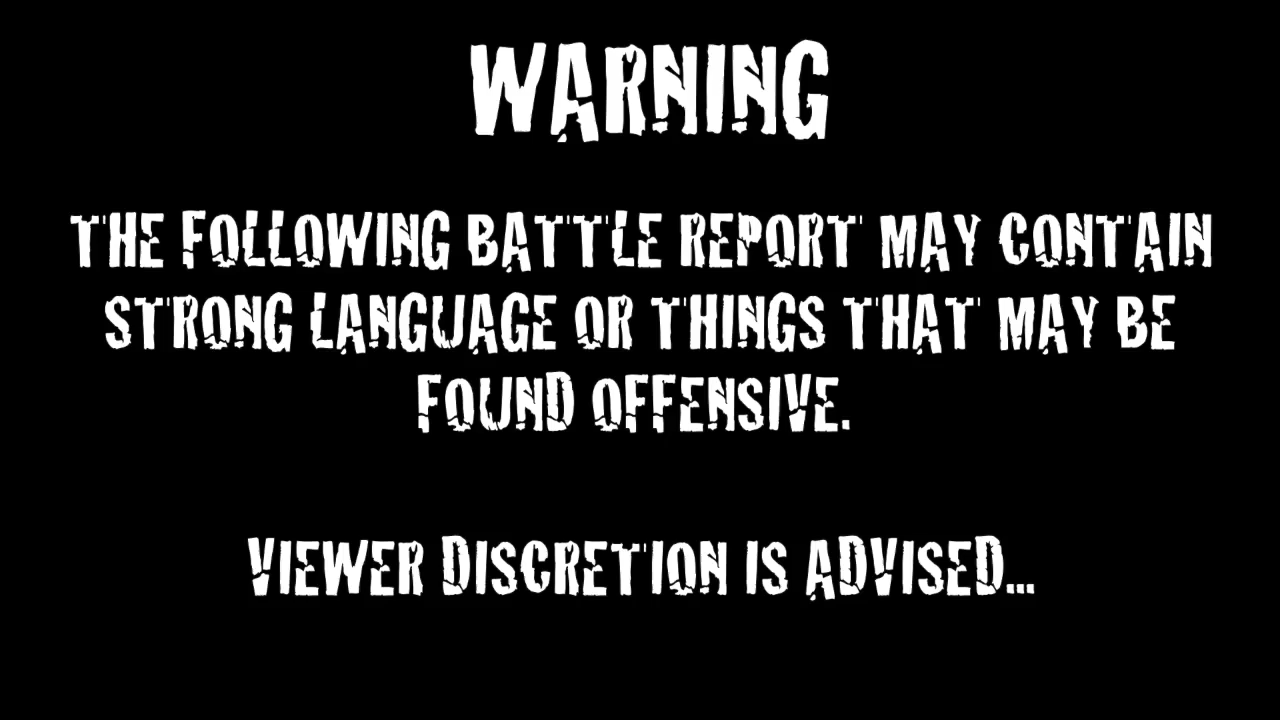 WARNING
THE FOLLOWING BATTLE REPORT MAY CONTAIN
STRONG LANGUAGE OR THINGS THAT MAY BE
FOUND OFFENSIVE.
VIEWER DISCRETION IS ADVISED...